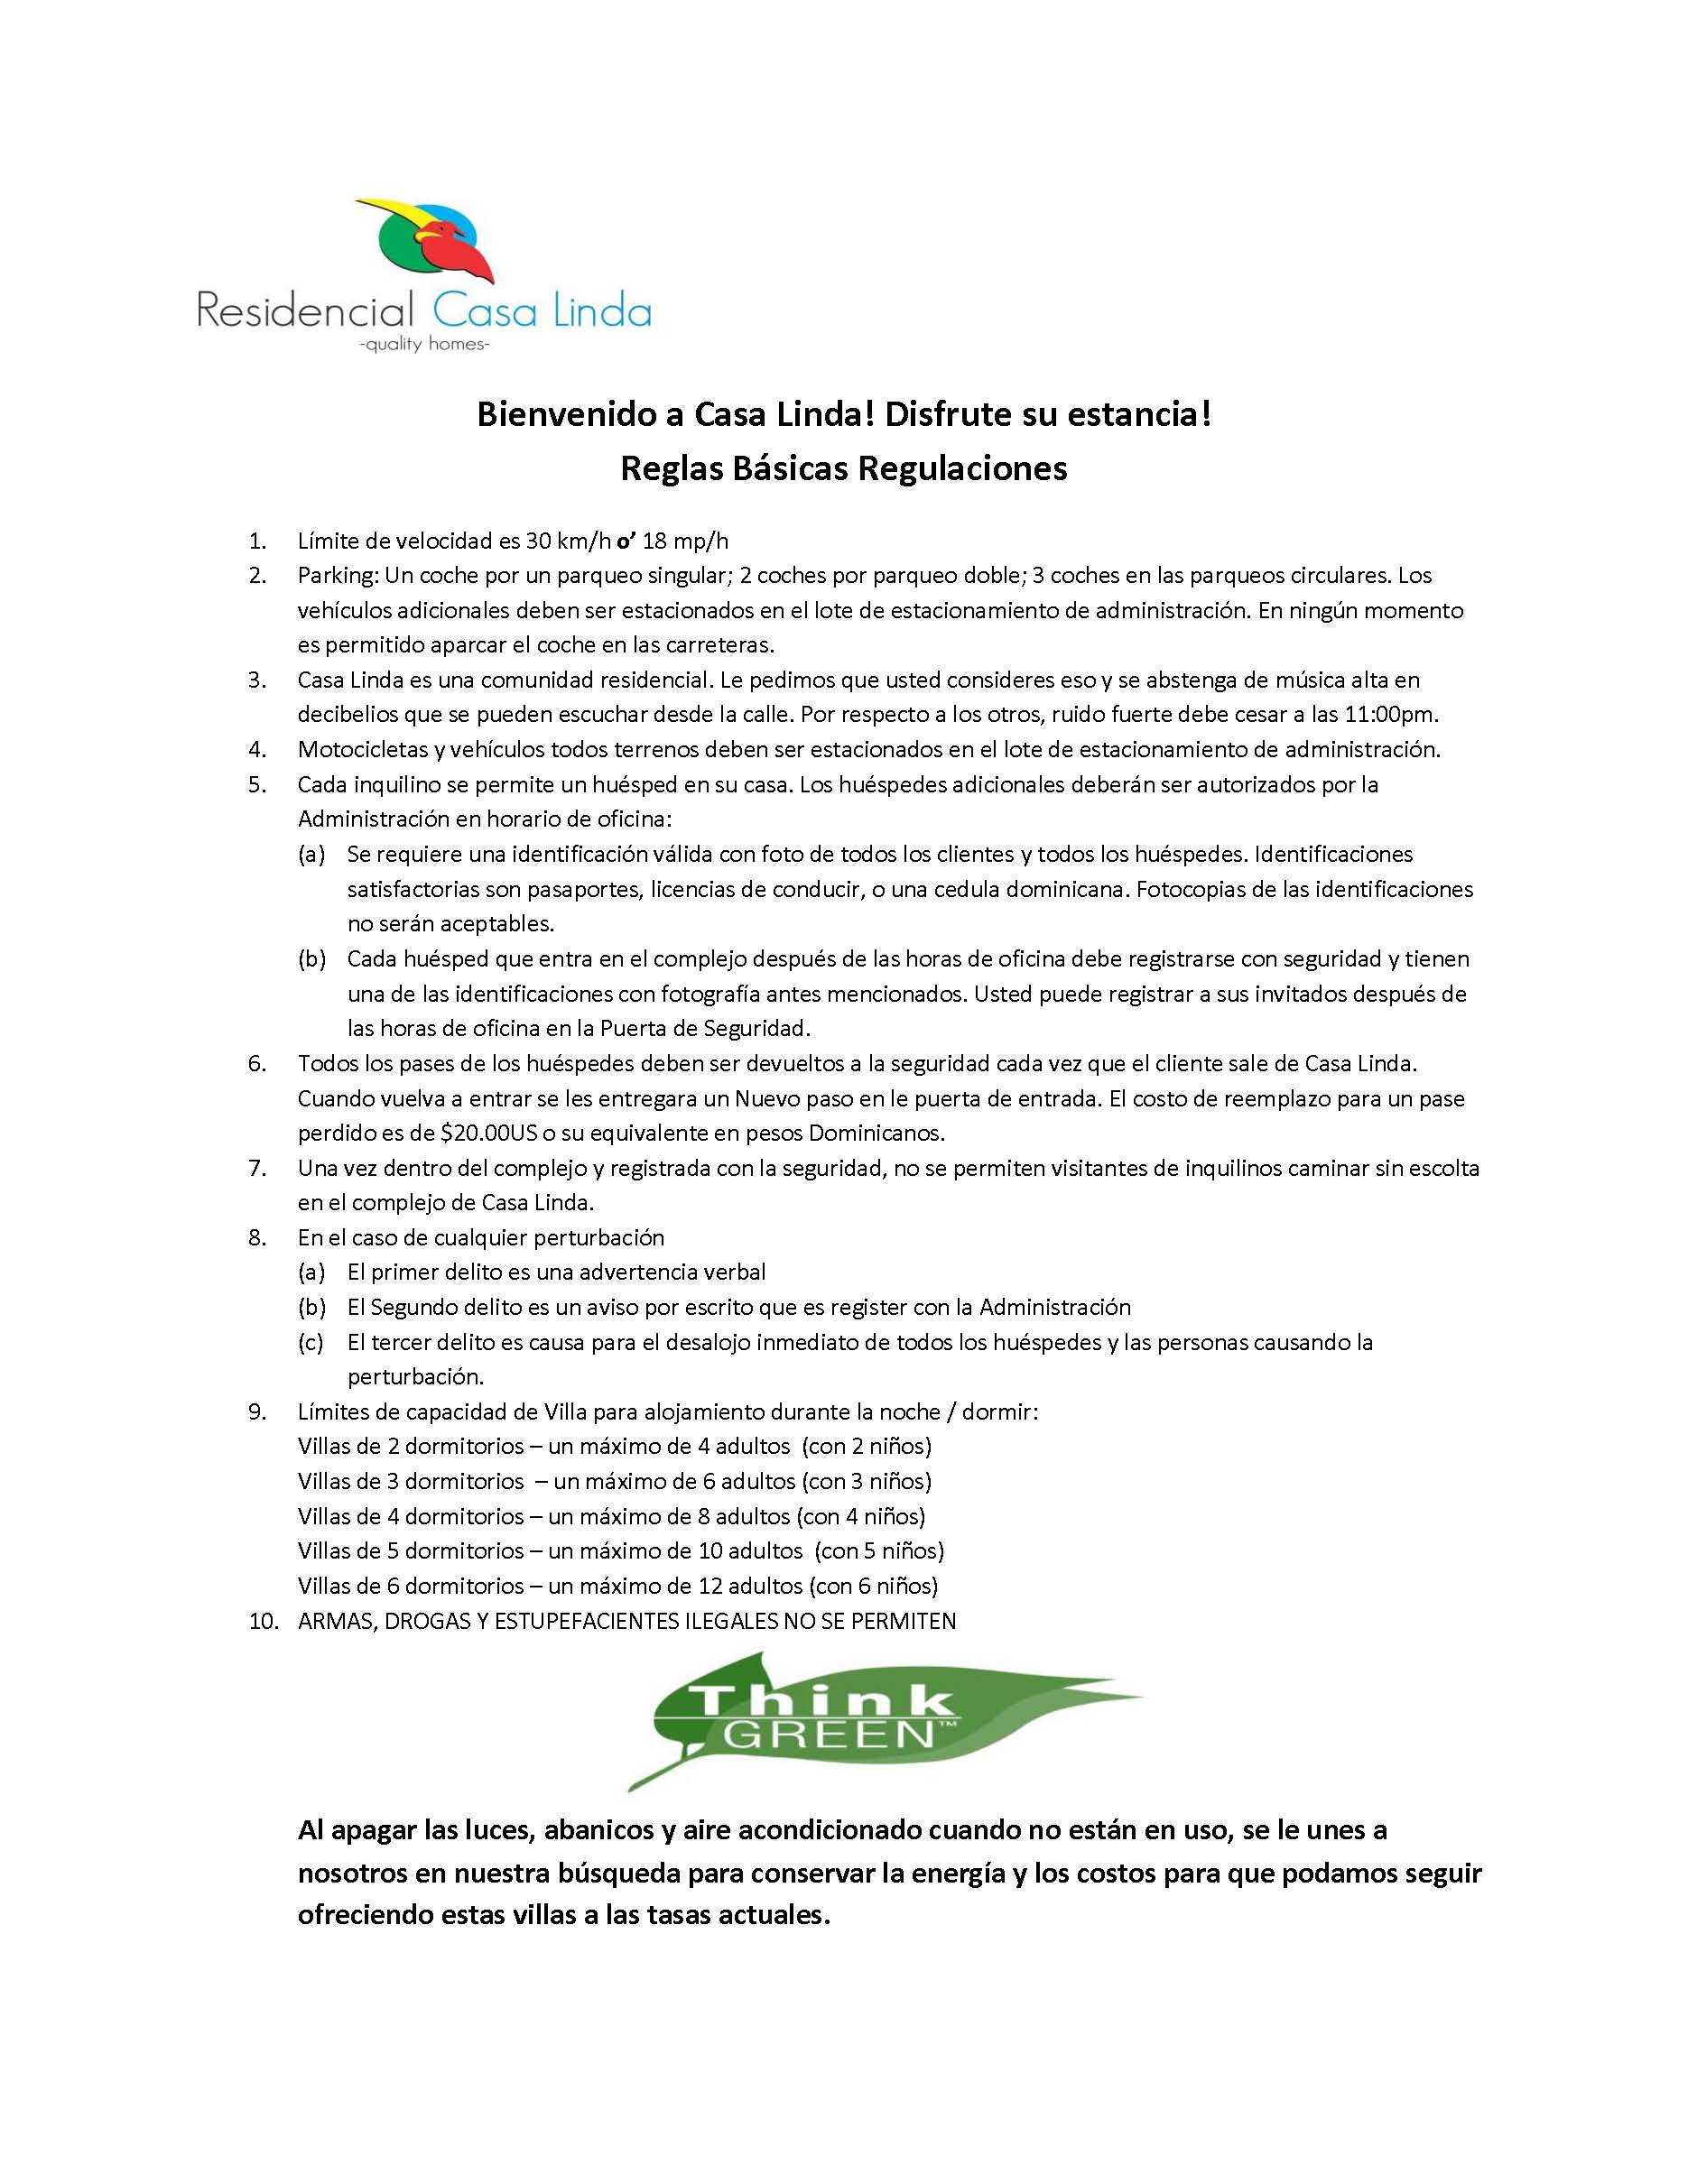 Residencial Casa Linda
-quality homes-
Bienvenido a Casa Linda! Disfrute su estancia!
Reglas Básicas Regulaciones
1. Límite de velocidad es 30 km/h o’ 18 mp/h
2. Parking: Un coche por un parqueo singular; 2 coches por parqueo doble; 3 coches en las parqueos circulares. Los
vehículos adicionales deben ser estacionados en el lote de estacionamiento de administración. En ningún momento
es permitido aparcar el coche en las carreteras.
3. Casa Linda es una comunidad residencial. Le pedimos que usted consideres eso y se abstenga de música alta en
decibelios que se pueden escuchar desde la calle. Por respecto a los otros, ruido fuerte debe cesar a las 11:00pm.
4. Motocicletas y vehículos todos terrenos deben ser estacionados en el lote de estacionamiento de administración.
5. Cada inquilino se permite un huésped en su casa. Los huéspedes adicionales deberán ser autorizados por la
Administración en horario de oficina:
(a) Se requiere una identificación válida con foto de todos los clientes y todos los huéspedes. Identificaciones
satisfactorias son pasaportes, licencias de conducir, o una cedula dominicana. Fotocopias de las identificaciones
no serán aceptables.
(b) Cada huésped que entra en el complejo después de las horas de oficina debe registrarse con seguridad y tienen
una de las identificaciones con fotografía antes mencionados. Usted puede registrar a sus invitados después de
las horas de oficina en la Puerta de Seguridad.
6. Todos los pases de los huéspedes deben ser devueltos a la seguridad cada vez que el cliente sale de Casa Linda.
Cuando vuelva a entrar se les entregara un Nuevo paso en le puerta de entrada. El costo de reemplazo para un pase
perdido es de $20.00US o su equivalente en pesos Dominicanos.
7. Una vez dentro del complejo y registrada con la seguridad, no se permiten visitantes de inquilinos caminar sin escolta
en el complejo de Casa Linda.
8. En el caso de cualquier perturbación
(a) El primer delito es una advertencia verbal
(b) El Segundo delito es un aviso por escrito que es register con la Administración
(c) El tercer delito es causa para el desalojo inmediato de todos los huéspedes y las personas causando la
perturbación.
9. Límites de capacidad de Villa para alojamiento durante la noche / dormir:
Villas de 2 dormitorios – un máximo de 4 adultos (con 2 niños)
Villas de 3 dormitorios – un máximo de 6 adultos (con 3 niños)
Villas de 4 dormitorios – un máximo de 8 adultos (con 4 niños)
Villas de 5 dormitorios – un máximo de 10 adultos (con 5 niños)
Villas de 6 dormitorios – un máximo de 12 adultos (con 6 niños)
10. ARMAS, DROGAS Y ESTUPEFACIENTES ILEGALES NO SE PERMITEN
Think
GREEN™
Al apagar las luces, abanicos y aire acondicionado cuando no están en uso, se le unes a
nosotros en nuestra búsqueda para conservar la energía y los costos para que podamos seguir
ofreciendo estas villas a las tasas actuales.